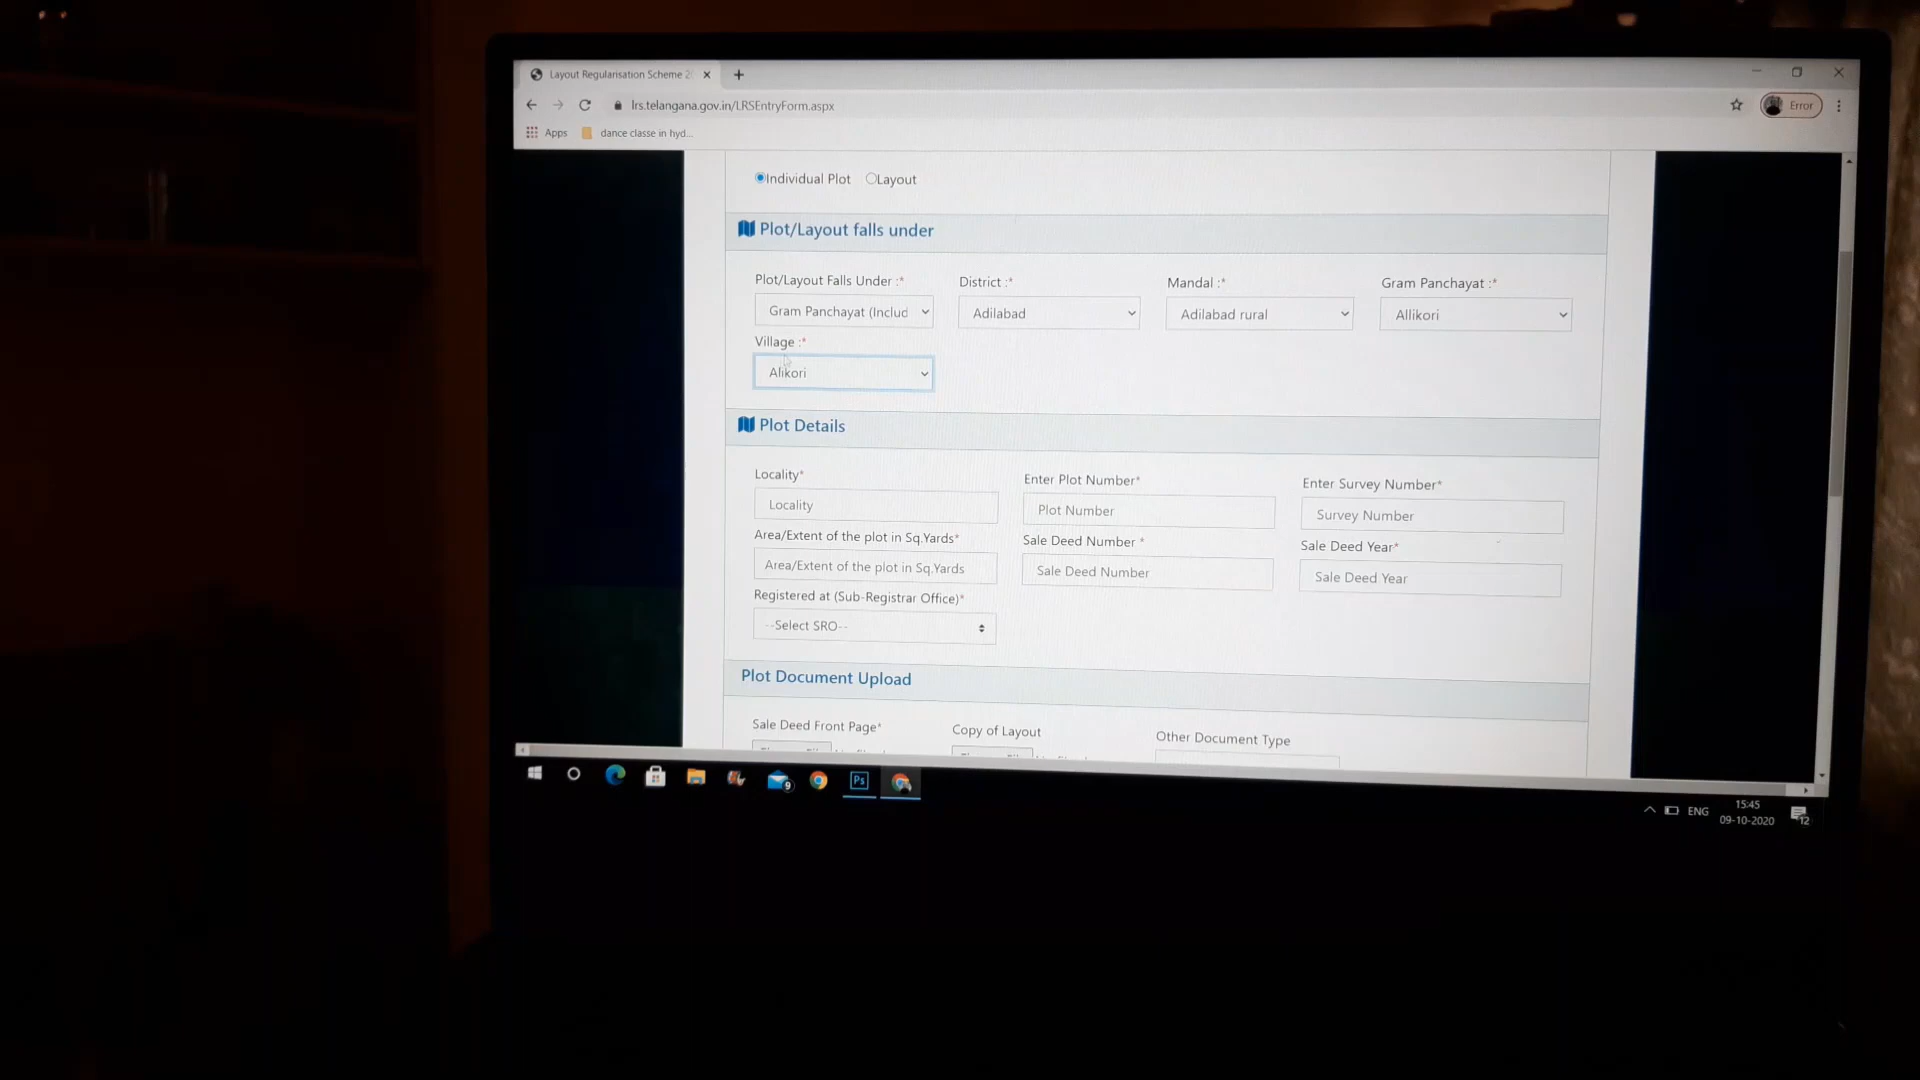 Layout Regularisation Scheme 2
lrs.telangana.gov.in/LRSEntryForm.aspx
Error
Apps
dance classe in hyd...
Individual Plot Layout
Plot/Layout falls under
Plot/Layout Falls Under :* District :* Mandal :* Gram Panchayat :*
Gram Panchayat (Includ Adilabad Adilabad rural Allikori
Village :*
Alikori
Plot Details
Locality* Enter Plot Number* Enter Survey Number*
Locality Plot Number Survey Number
Area/Extent of the plot in Sq.Yards* Sale Deed Number * Sale Deed Year*
Area/Extent of the plot in Sq.Yards Sale Deed Number Sale Deed Year
Registered at (Sub-Registrar Office)*
--Select SRO--
Plot Document Upload
Sale Deed Front Page* Copy of Layout Other Document Type
9
Ps
ENG
15:45
09-10-2020
12